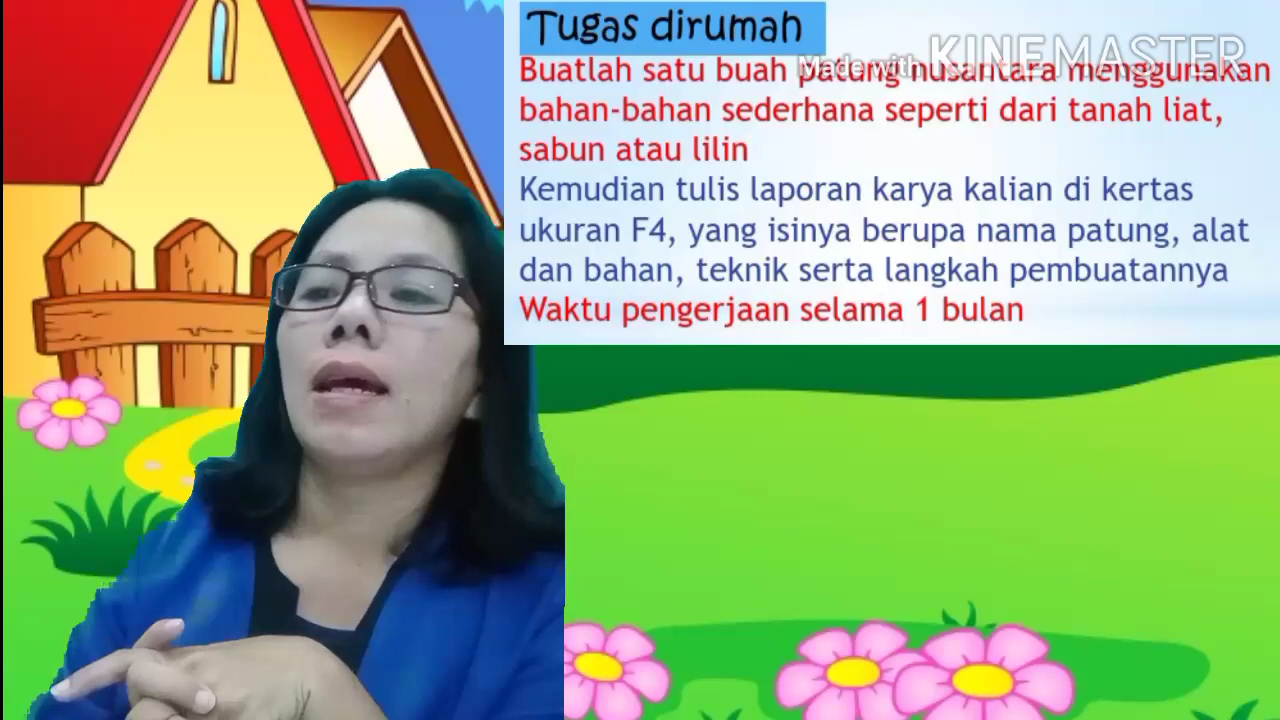 Tugas dirumah
Made with KINEMASTER
Buatlah satu buah patung nusantara menggunakan
bahan-bahan sederhana seperti dari tanah liat,
sabun atau lilin
Kemudian tulis laporan karya kalian di kertas
ukuran F4, yang isinya berupa nama patung, alat
dan bahan, teknik serta langkah pembuatannya
Waktu pengerjaan selama 1 bulan